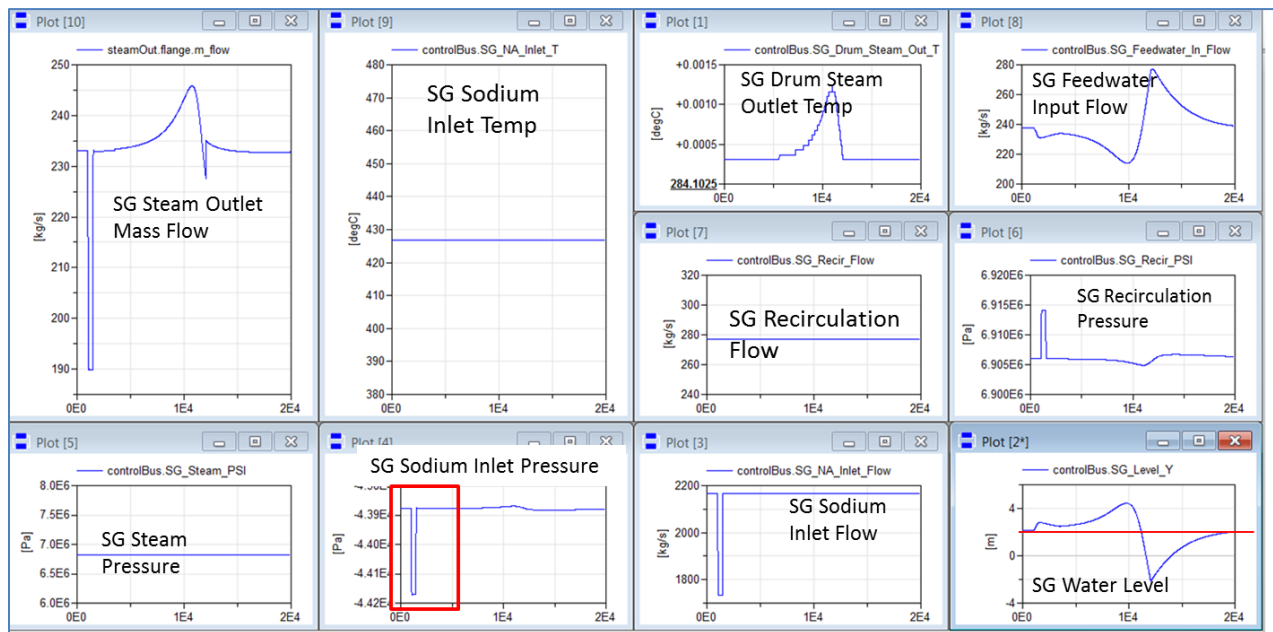 Plot [10]
steamOut.flange.m_flow
250
240
230
220
210
200
190
[kg/s]
0E0 1E4 2E4
SG Steam Outlet
Mass Flow
Plot [9]
controlBus.SG_NA_Inlet_T
480
470
460
450
440
430
420
410
400
390
380
[degC]
0E0 1E4 2E4
SG Sodium
Inlet Temp
Plot [1]
controlBus.SG_Drum_Steam_Out_T
+0.0015
+0.0010
+0.0005
284.1025
[degC]
0E0 1E4 2E4
SG Drum Steam
Outlet Temp
Plot [8]
controlBus.SG_Feedwater_In_Flow
280
260
240
220
200
[kg/s]
0E0 1E4 2E4
SG Feedwater
Input Flow
Plot [7]
controlBus.SG_Recir_Flow
320
300
280
260
240
[kg/s]
0E0 1E4 2E4
SG Recirculation
Flow
Plot [6]
controlBus.SG_Recir_PSI
6.920E6
6.915E6
6.910E6
6.905E6
6.900E6
[Pa]
0E0 1E4 2E4
SG Recirculation
Pressure
Plot [5]
controlBus.SG_Steam_PSI
8.0E6
7.5E6
7.0E6
6.5E6
6.0E6
[Pa]
0E0 1E4 2E4
SG Steam
Pressure
Plot [4]
SG Sodium Inlet Pressure
-4.39E4
-4.40E4
-4.41E4
-4.42E4
[Pa]
0E0 1E4 2E4
Plot [3]
controlBus.SG_NA_Inlet_Flow
2200
2000
1800
[kg/s]
0E0 1E4 2E4
SG Sodium
Inlet Flow
Plot [2*]
controlBus.SG_Level_Y
4
0
-4
[m]
0E0 1E4 2E4
SG Water Level